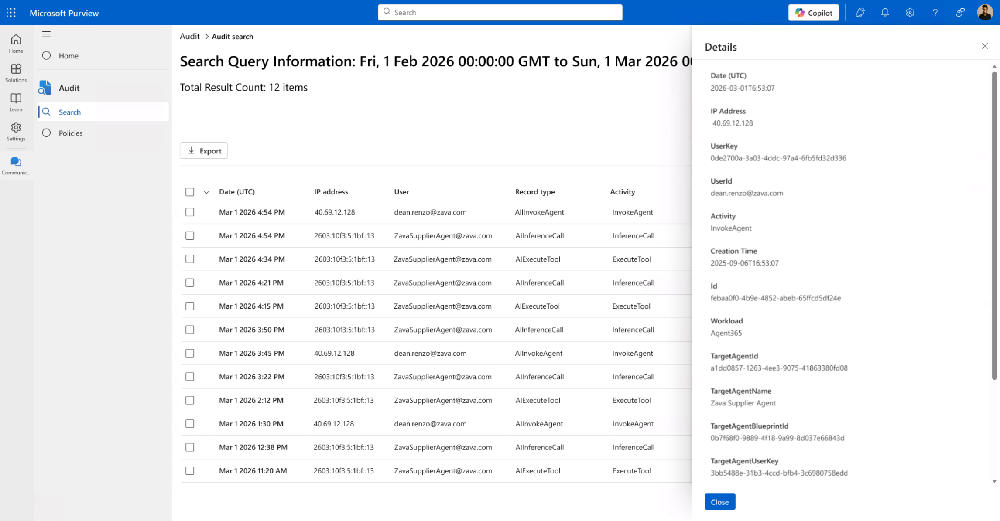 Microsoft Purview
Search
Copilot
Home
Solutions
Learn
Settings
Communic...
Home
Audit
Search
Policies
Audit > Audit search
Search Query Information: Fri, 1 Feb 2026 00:00:00 GMT to Sun, 1 Mar 2026 0
Total Result Count: 12 items
Export
Date (UTC) IP address User Record type Activity
Mar 1 2026 4:54 PM 40.69.12.128 dean.renzo@zava.com AIInvokeAgent InvokeAgent
Mar 1 2026 4:54 PM 2603:10f3:5:1bf::13 ZavaSupplierAgent@zava.com AIInferenceCall InferenceCall
Mar 1 2026 4:34 PM 2603:10f3:5:1bf::13 ZavaSupplierAgent@zava.com AIExecuteTool ExecuteTool
Mar 1 2026 4:21 PM 2603:10f3:5:1bf::13 ZavaSupplierAgent@zava.com AIInferenceCall InferenceCall
Mar 1 2026 4:15 PM 2603:10f3:5:1bf::13 ZavaSupplierAgent@zava.com AIExecuteTool ExecuteTool
Mar 1 2026 3:50 PM 2603:10f3:5:1bf::13 ZavaSupplierAgent@zava.com AIInferenceCall InferenceCall
Mar 1 2026 3:45 PM 40.69.12.128 dean.renzo@zava.com AIInvokeAgent InvokeAgent
Mar 1 2026 3:22 PM 2603:10f3:5:1bf::13 ZavaSupplierAgent@zava.com AIInferenceCall InferenceCall
Mar 1 2026 2:12 PM 2603:10f3:5:1bf::13 ZavaSupplierAgent@zava.com AIExecuteTool ExecuteTool
Mar 1 2026 1:30 PM 40.69.12.128 dean.renzo@zava.com AIInvokeAgent InvokeAgent
Mar 1 2026 12:38 PM 2603:10f3:5:1bf::13 ZavaSupplierAgent@zava.com AIInferenceCall InferenceCall
Mar 1 2026 11:20 AM 2603:10f3:5:1bf::13 ZavaSupplierAgent@zava.com AIExecuteTool ExecuteTool
Details
Date (UTC)
2026-03-01T6:53:07
IP Address
40.69.12.128
UserKey
0de2700a-3a03-4ddc-97a4-6fb5fd32d336
UserId
dean.renzo@zava.com
Activity
InvokeAgent
Creation Time
2025-09-06T16:53:07
Id
febaa0f0-4b9e-4852-abeb-65ffcd5df24e
Workload
Agent365
TargetAgentId
a1dd0857-1263-4ee3-9075-41863380fd08
TargetAgentName
Zava Supplier Agent
TargetAgentBlueprintId
0b7f68f0-9889-4f18-9a99-8d037e66843d
TargetAgentUserKey
3bb5488e-31b3-4ccd-bfb4-3c6980758edd
Close